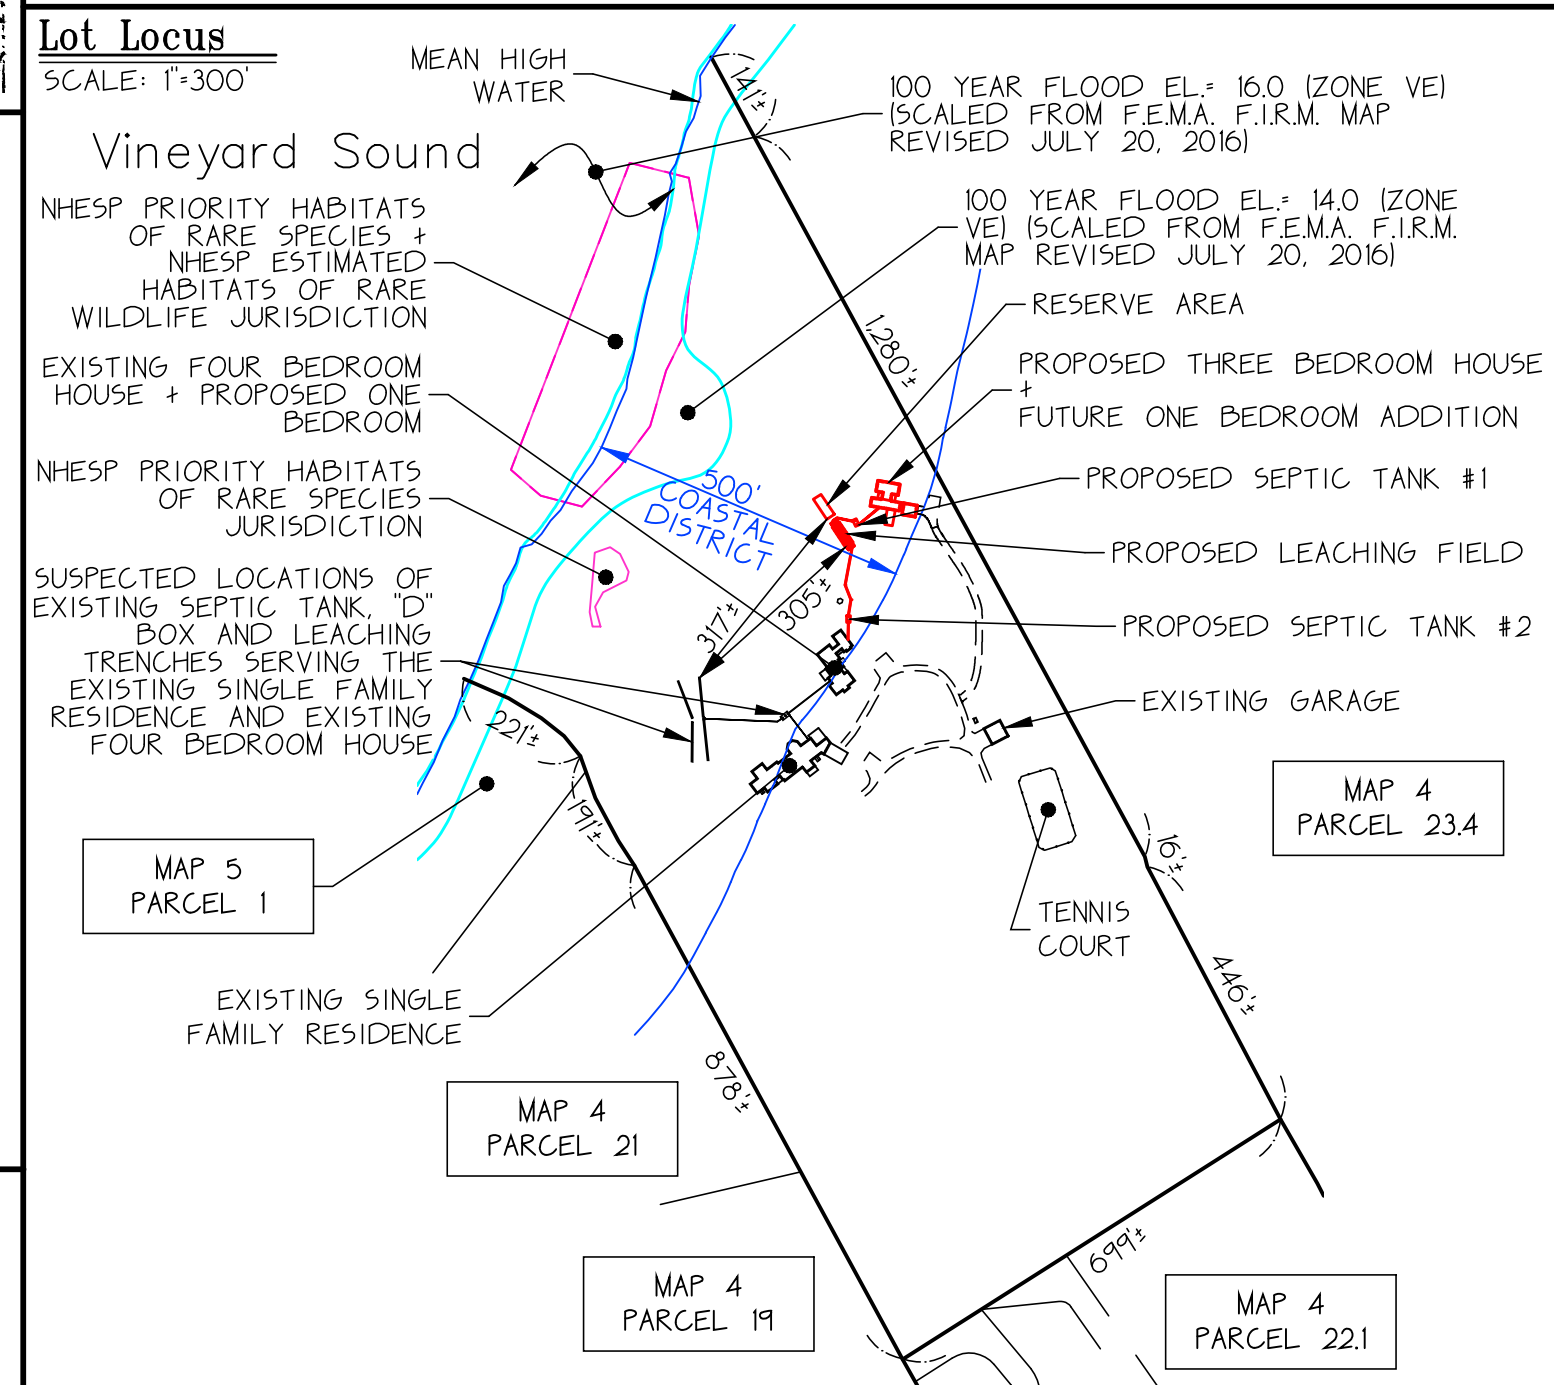 Lot Locus
SCALE: 1"=300'
MEAN HIGH
WATER
141'±
100 YEAR FLOOD EL.= 16.0 (ZONE VE)
(SCALED FROM F.E.M.A. F.I.R.M. MAP
REVISED JULY 20, 2016)
Vineyard Sound
100 YEAR FLOOD EL.= 14.0 (ZONE
VE) (SCALED FROM F.E.M.A. F.I.R.M.
MAP REVISED JULY 20, 2016)
NHESP PRIORITY HABITATS
OF RARE SPECIES +
NHESP ESTIMATED
HABITATS OF RARE
WILDLIFE JURISDICTION
RESERVE AREA
1,280'±
PROPOSED THREE BEDROOM HOUSE
+
FUTURE ONE BEDROOM ADDITION
EXISTING FOUR BEDROOM
HOUSE + PROPOSED ONE
BEDROOM
PROPOSED SEPTIC TANK #1
NHESP PRIORITY HABITATS
OF RARE SPECIES
JURISDICTION
500'
COASTAL
DISTRICT
PROPOSED LEACHING FIELD
SUSPECTED LOCATIONS OF
EXISTING SEPTIC TANK, "D"
BOX AND LEACHING
TRENCHES SERVING THE
EXISTING SINGLE FAMILY
RESIDENCE AND EXISTING
FOUR BEDROOM HOUSE
317'±
305'±
PROPOSED SEPTIC TANK #2
EXISTING GARAGE
221'±
191'±
MAP 4
PARCEL 23.4
16'±
MAP 5
PARCEL 1
TENNIS
COURT
446'±
EXISTING SINGLE
FAMILY RESIDENCE
878'±
MAP 4
PARCEL 21
699'±
MAP 4
PARCEL 19
MAP 4
PARCEL 22.1